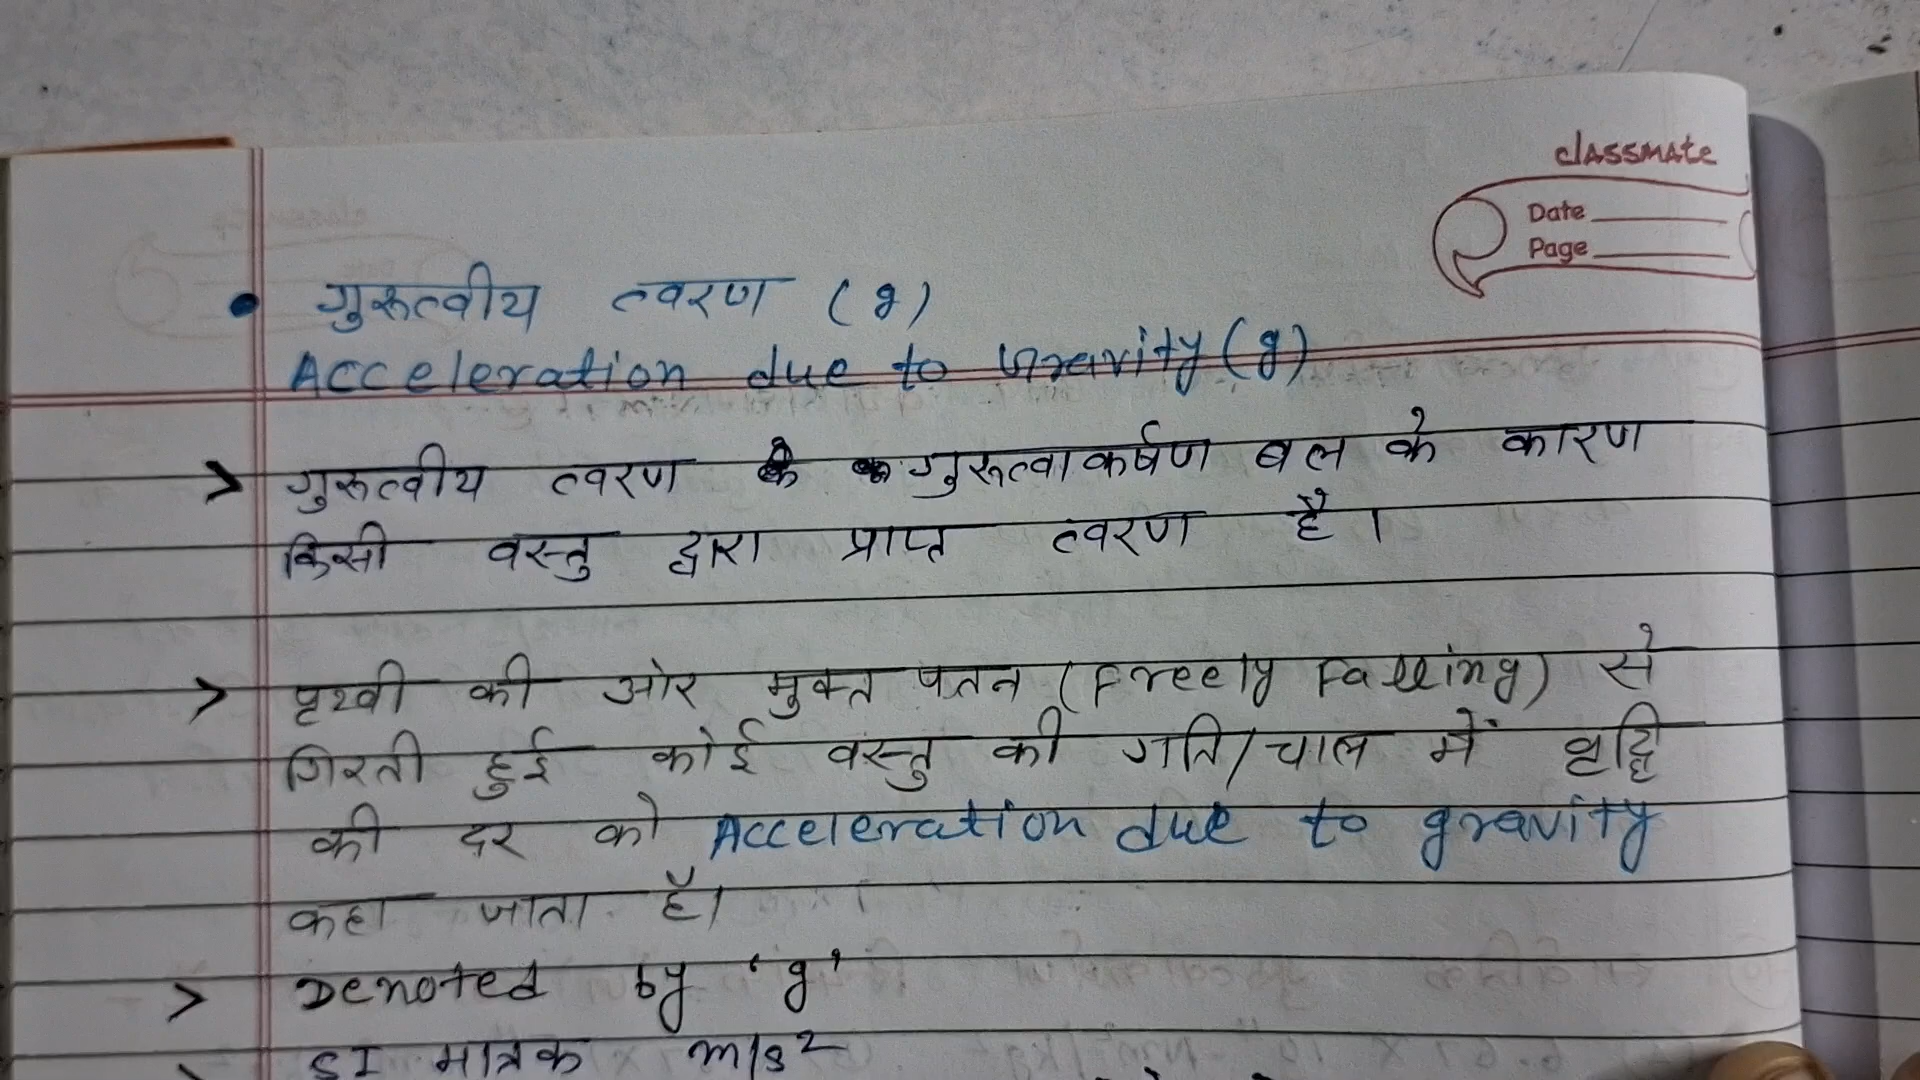 classmate
Date
Page
• गुरुत्वीय त्वरण (g)
Acceleration due to Gravity (g)
> गुरुत्वीय त्वरण गुरुत्वाकर्षण बल के कारण
किसी वस्तु द्वारा प्राप्त त्वरण है।
> पृथ्वी की ओर मुक्त पतन (Freely Falling) से
गिरती हुई कोई वस्तु की गति/चाल में वृद्धि
की दर को Acceleration due to gravity
कहा जाता है।
> Denoted by 'g'
SI मात्रक m/s²